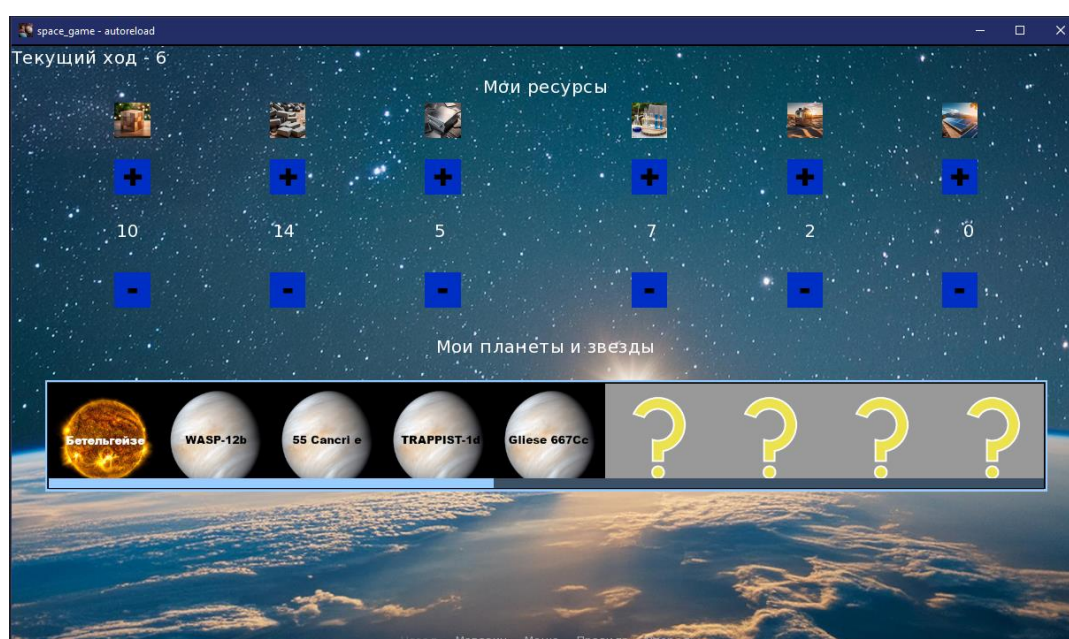 space_game - autoreload
Текущий ход - 6
Мои ресурсы
+ + + + + +
10 14 5 7 2 0
- - - - - -
Мои планеты и звезды
Бетельгейзе WASP-12b 55 Cancri e TRAPPIST-1d Gliese 667Cc ? ? ? ?